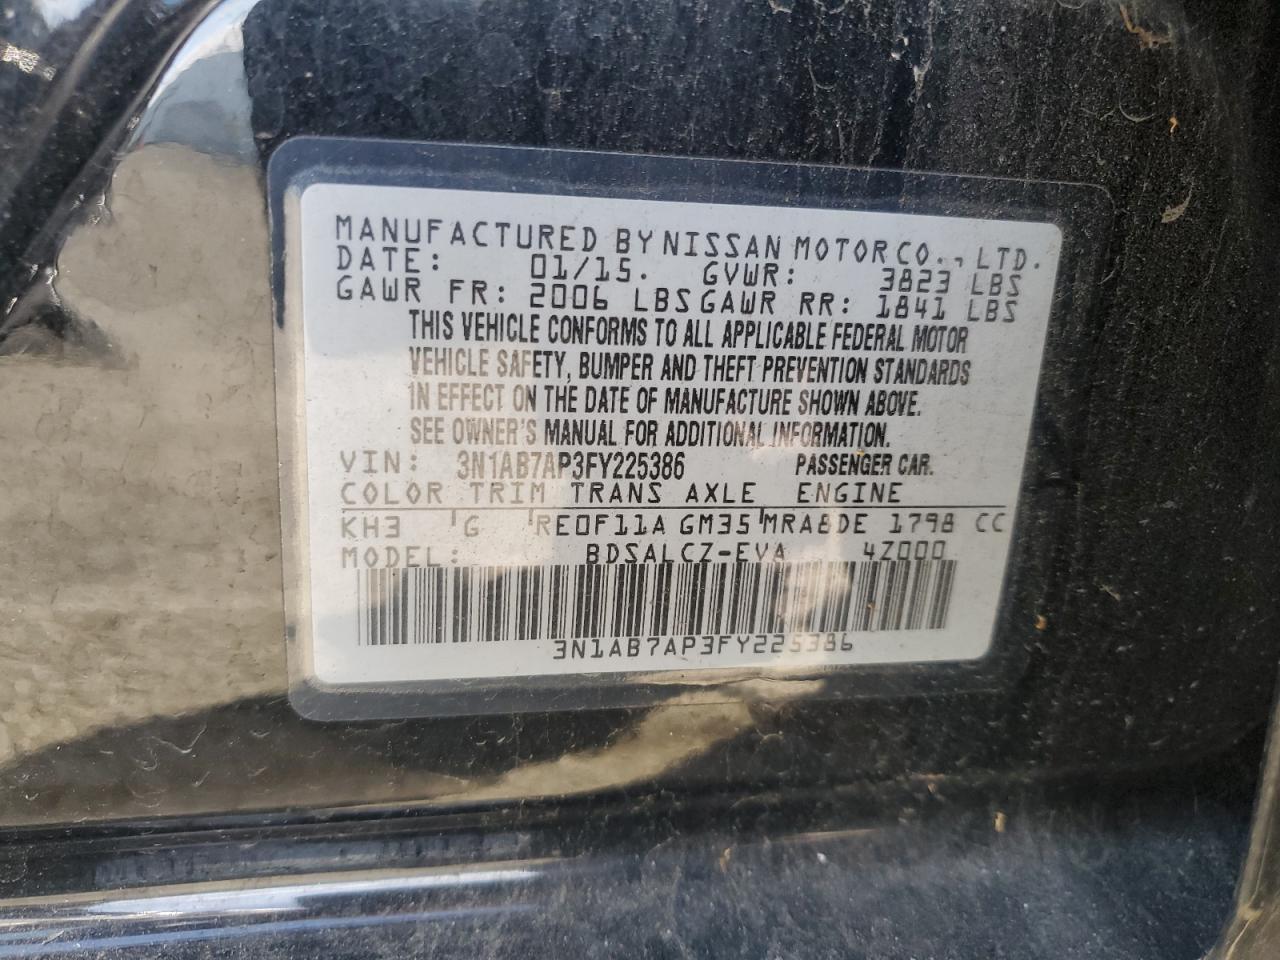 MANUFACTURED BY NISSAN MOTOR CO., LTD.
DATE: 01/15. GVWR: 3823 LBS
GAWR FR: 2006 LBS GAWR RR: 1841 LBS
THIS VEHICLE CONFORMS TO ALL APPLICABLE FEDERAL MOTOR
VEHICLE SAFETY, BUMPER AND THEFT PREVENTION STANDARDS
IN EFFECT ON THE DATE OF MANUFACTURE SHOWN ABOVE.
SEE OWNER'S MANUAL FOR ADDITIONAL INFORMATION.
VIN: 3N1AB7AP3FY225386 PASSENGER CAR.
COLOR TRIM TRANS AXLE ENGINE
KH3 G RE0F11A GM35 MRA8DE 1798 CC
MODEL: BDSALCZ-EVA 4Z000
3N1AB7AP3FY225386